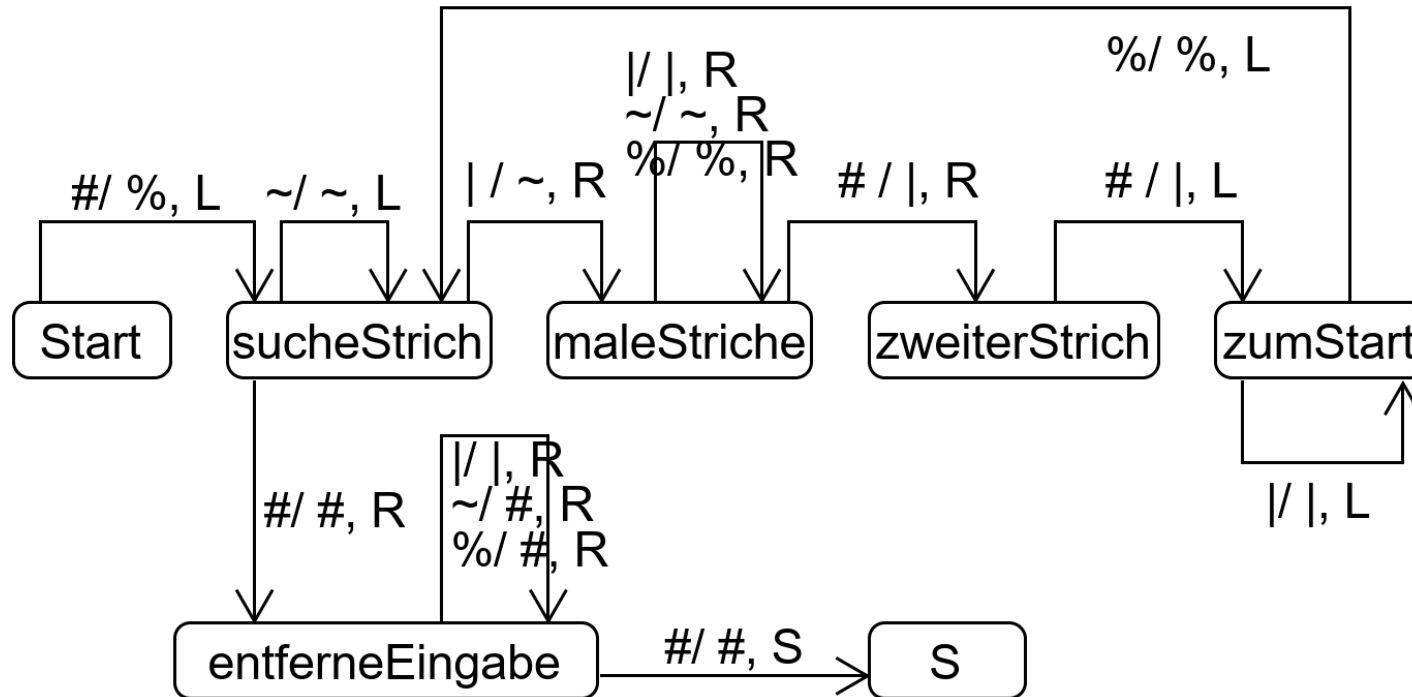 %/ %, L
|/ |, R
~/ ~, R
%/ %, R
#/ %, L
~/ ~, L
| / ~, R
# / |, R
# / |, L
Start
sucheStrich
maleStriche
zweiterStrich
zumStart
|/ |, R
~/ #, R
%/ #, R
#/ #, R
|/ |, L
entferneEingabe
#/ #, S
S